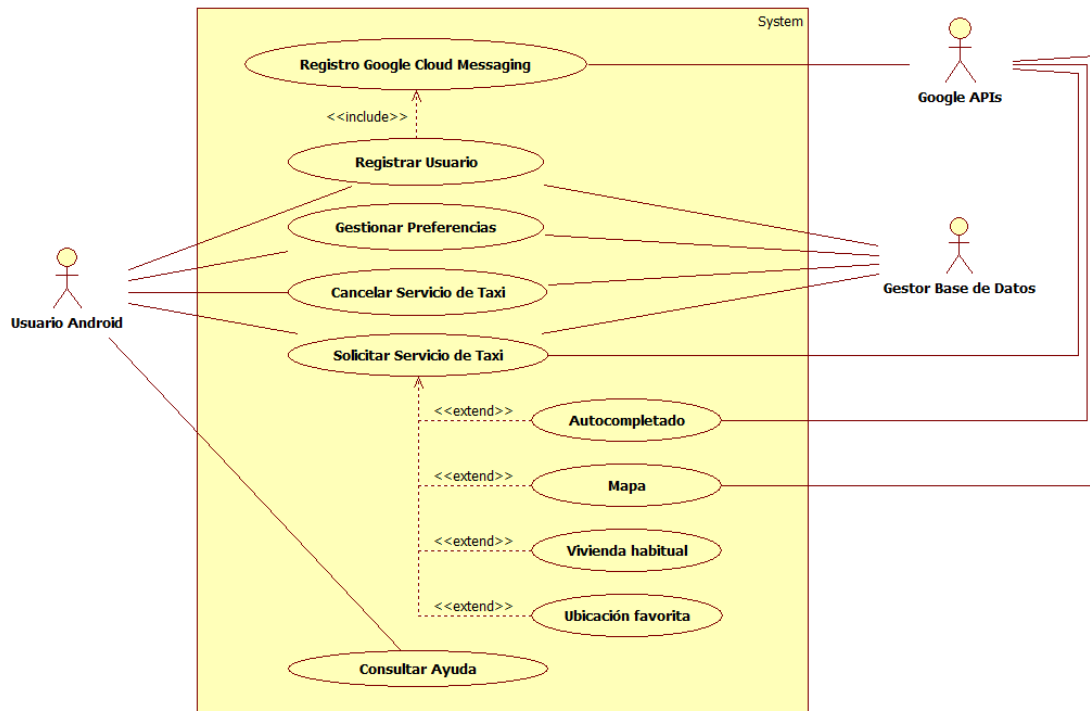 System
Registro Google Cloud Messaging
Google APIs
<<include>>
Registrar Usuario
Gestionar Preferencias
Gestor Base de Datos
Cancelar Servicio de Taxi
Usuario Android
Solicitar Servicio de Taxi
<<extend>>
Autocompletado
<<extend>>
Mapa
<<extend>>
Vivienda habitual
<<extend>>
Ubicación favorita
Consultar Ayuda